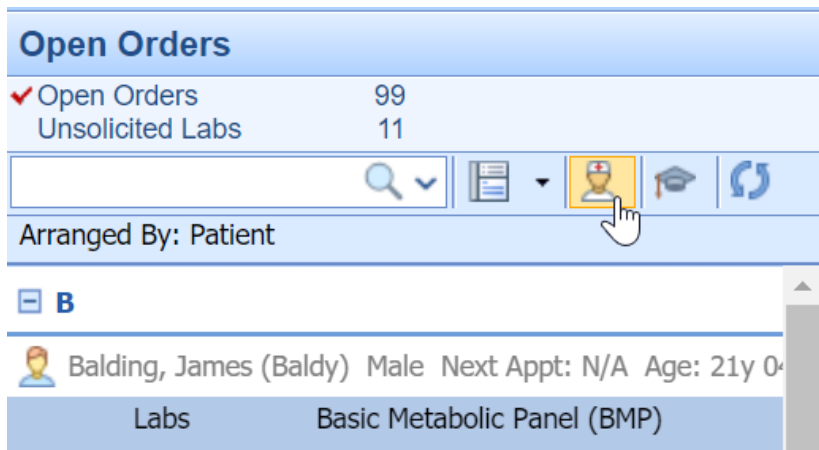 Open Orders
Open Orders 99
Unsolicited Labs 11
Arranged By: Patient
B
Balding, James (Baldy) Male Next Appt: N/A Age: 21y
Labs Basic Metabolic Panel (BMP)